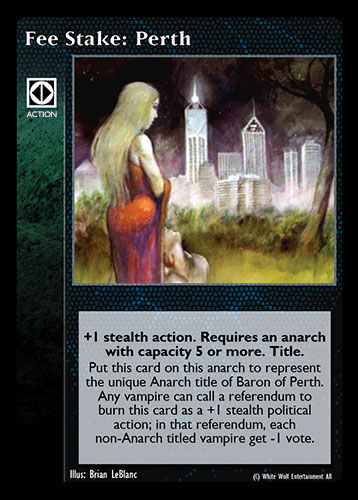 Fee Stake: Perth
ACTION
+1 stealth action. Requires an anarch
with capacity 5 or more. Title.
Put this card on this anarch to represent
the unique Anarch title of Baron of Perth.
Any vampire can call a referendum to
burn this card as a +1 stealth political
action; in that referendum, each
non-Anarch titled vampire get -1 vote.
Illus: Brian LeBlanc
(C) White Wolf Entertainment AB